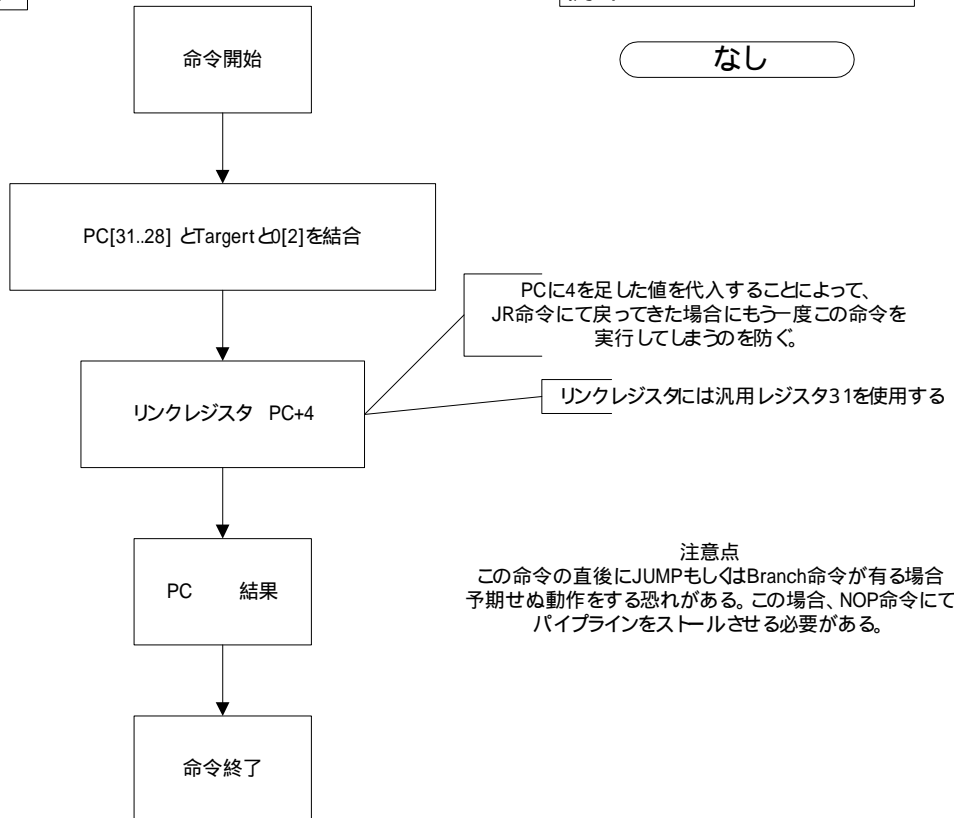 なし
命令開始
PC[31..28] とTargertと0[2]を結合
PCに4を足した値を代入することによって、
JR命令にて戻ってきた場合にもう一度この命令を
実行してしまうのを防ぐ。
リンクレジスタ PC+4
リンクレジスタには汎用レジスタ31を使用する
PC 結果
注意点
この命令の直後にJUMPもしくはBranch命令が有る場合
予期せぬ動作をする恐れがある。この場合、NOP命令にて
パイプラインをストールさせる必要がある。
命令終了